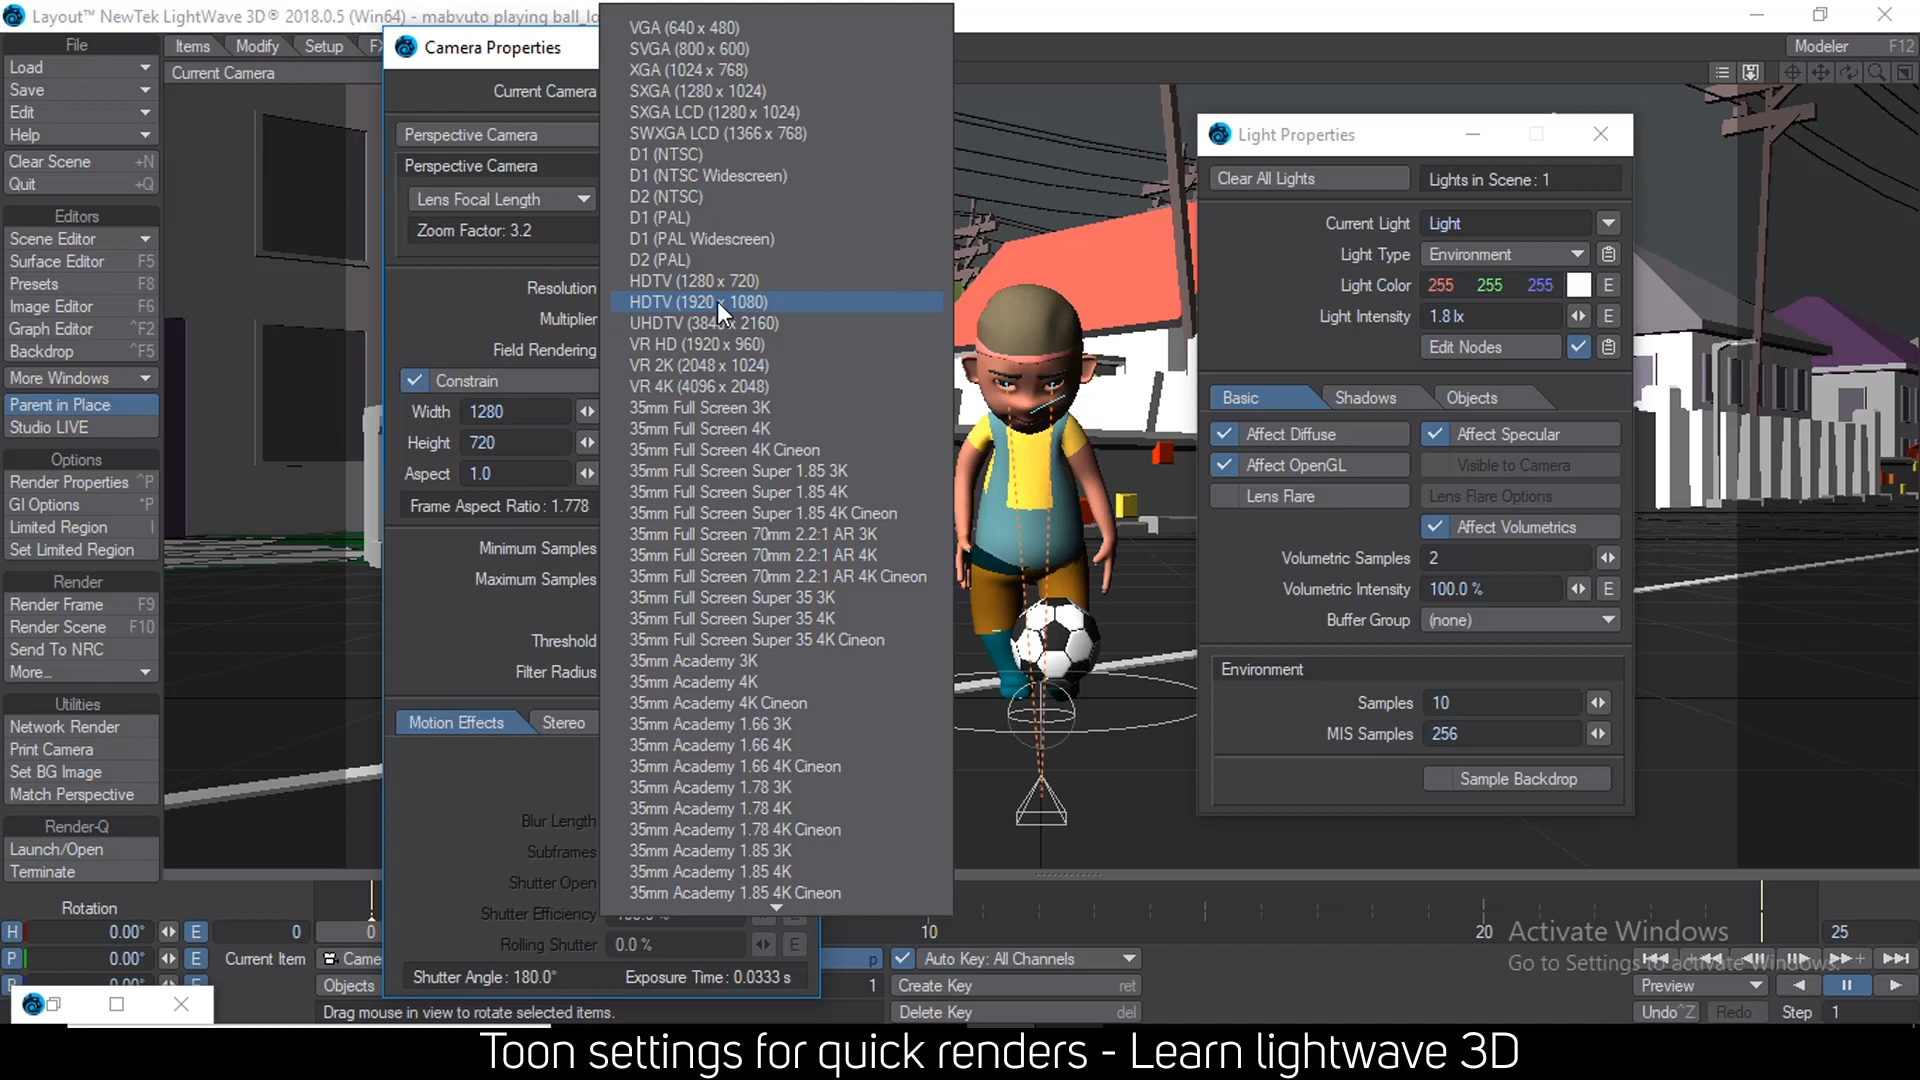 Layout™ NewTek LightWave 3D® 2018.0.5 (Win64) - mabvuto playing ball_lo
File
Load
Save
Edit
Help
Clear Scene +N
Quit +Q
Editors
Scene Editor
Surface Editor F5
Presets F8
Image Editor F6
Graph Editor ^F2
Backdrop ^F5
More Windows
Parent in Place
Studio LIVE
Options
Render Properties ^P
GI Options "P
Limited Region l
Set Limited Region
Render
Render Frame F9
Render Scene F10
Send To NRC
More...
Utilities
Network Render
Print Camera
Set BG Image
Match Perspective
Render-Q
Launch/Open
Terminate
Items Modify Setup FX
Current Camera
Modeler F12
Camera Properties
Current Camera
Perspective Camera
Perspective Camera
Lens Focal Length
Zoom Factor: 3.2
Resolution
Multiplier
Field Rendering
Constrain
Width 1280
Height 720
Aspect 1.0
Frame Aspect Ratio: 1.778
Minimum Samples
Maximum Samples
Threshold
Filter Radius
Motion Effects Stereo
Blur Length
Subframes
Shutter Open
Shutter Efficiency
Rolling Shutter 0.0 % E
Shutter Angle: 180.0° Exposure Time: 0.0333 s
VGA (640 x 480)
SVGA (800 x 600)
XGA (1024 x 768)
SXGA (1280 x 1024)
SXGA LCD (1280 x 1024)
SWXGA LCD (1366 x 768)
D1 (NTSC)
D1 (NTSC Widescreen)
D2 (NTSC)
D1 (PAL)
D1 (PAL Widescreen)
D2 (PAL)
HDTV (1280 x 720)
HDTV (1920 x 1080)
UHDTV (3840 x 2160)
VR HD (1920 x 960)
VR 2K (2048 x 1024)
VR 4K (4096 x 2048)
35mm Full Screen 3K
35mm Full Screen 4K
35mm Full Screen 4K Cineon
35mm Full Screen Super 1.85 3K
35mm Full Screen Super 1.85 4K
35mm Full Screen Super 1.85 4K Cineon
35mm Full Screen 70mm 2.2:1 AR 3K
35mm Full Screen 70mm 2.2:1 AR 4K
35mm Full Screen 70mm 2.2:1 AR 4K Cineon
35mm Full Screen Super 35 3K
35mm Full Screen Super 35 4K
35mm Full Screen Super 35 4K Cineon
35mm Academy 3K
35mm Academy 4K
35mm Academy 4K Cineon
35mm Academy 1.66 3K
35mm Academy 1.66 4K
35mm Academy 1.66 4K Cineon
35mm Academy 1.78 3K
35mm Academy 1.78 4K
35mm Academy 1.78 4K Cineon
35mm Academy 1.85 3K
35mm Academy 1.85 4K
35mm Academy 1.85 4K Cineon
Light Properties
Clear All Lights Lights in Scene: 1
Current Light Light
Light Type Environment
Light Color 255 255 255 E
Light Intensity 1.8 lx E
Edit Nodes
Basic Shadows Objects
Affect Diffuse Affect Specular
Affect OpenGL Visible to Camera
Lens Flare Lens Flare Options
Affect Volumetrics
Volumetric Samples 2
Volumetric Intensity 100.0 % E
Buffer Group (none)
Environment
Samples 10
MIS Samples 256
Sample Backdrop
Rotation
H 0.00° E
P 0.00° E
0 0 10 20 25
Current Item Came
Objects 1
p Auto Key: All Channels
Create Key ret
Delete Key del
Drag mouse in view to rotate selected items.
Activate Windows
Go to Settings to activate Windows.
Preview
Undo ^Z Redo Step 1
Toon settings for quick renders - Learn lightwave 3D